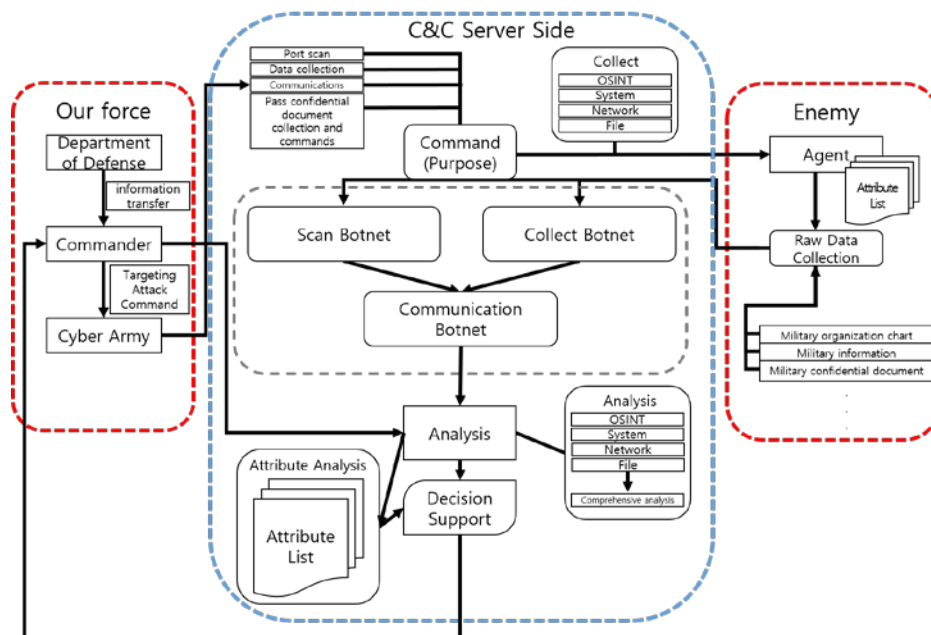 C&C Server Side
Port scan
Data collection
Communications
Pass confidential
document
collection and
commands
Collect
OSINT
System
Network
File
Our force
Department
of Defense
information
transfer
Commander
Targeting
Attack
Command
Cyber Army
Command
(Purpose)
Enemy
Agent
Attribute
List
Raw Data
Collection
Military organization chart
Military information
Military confidential document
Scan Botnet
Collect Botnet
Communication
Botnet
Analysis
Analysis
OSINT
System
Network
File
Comprehensive analysis
Attribute Analysis
Attribute
List
Decision
Support